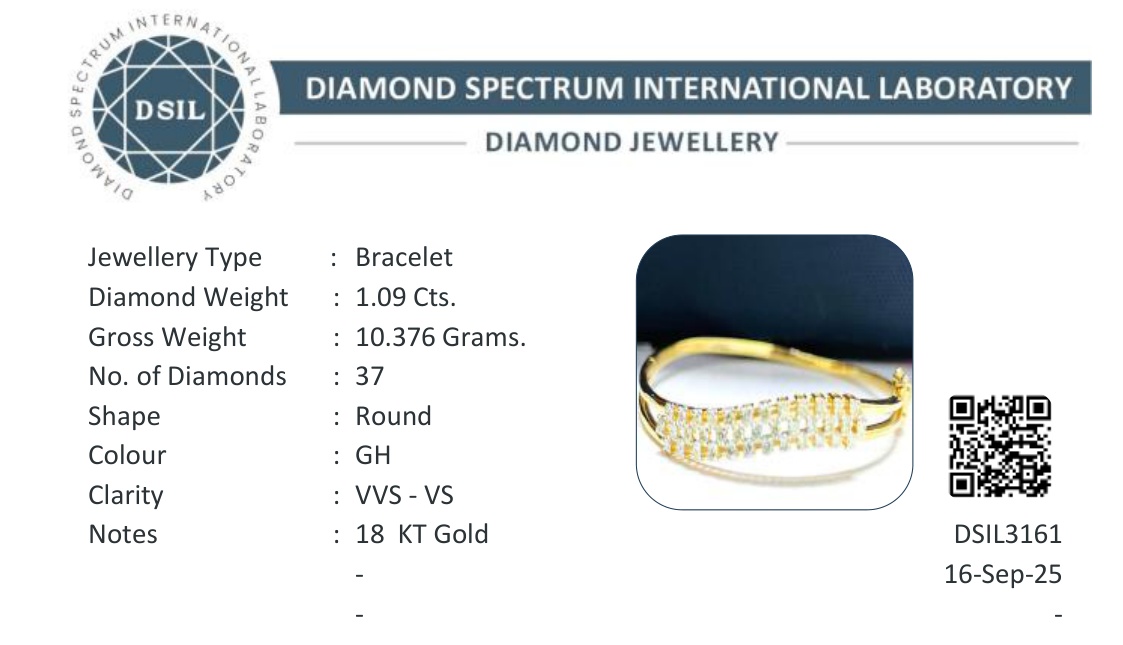 DIAMOND SPECTRUM INTERNATIONAL LABORATORY
DSIL
DIAMOND SPECTRUM INTERNATIONAL LABORATORY
DIAMOND JEWELLERY
Jewellery Type : Bracelet
Diamond Weight : 1.09 Cts.
Gross Weight : 10.376 Grams.
No. of Diamonds : 37
Shape : Round
Colour : GH
Clarity : VVS - VS
Notes : 18 KT Gold
-
-
DSIL3161
16-Sep-25
-